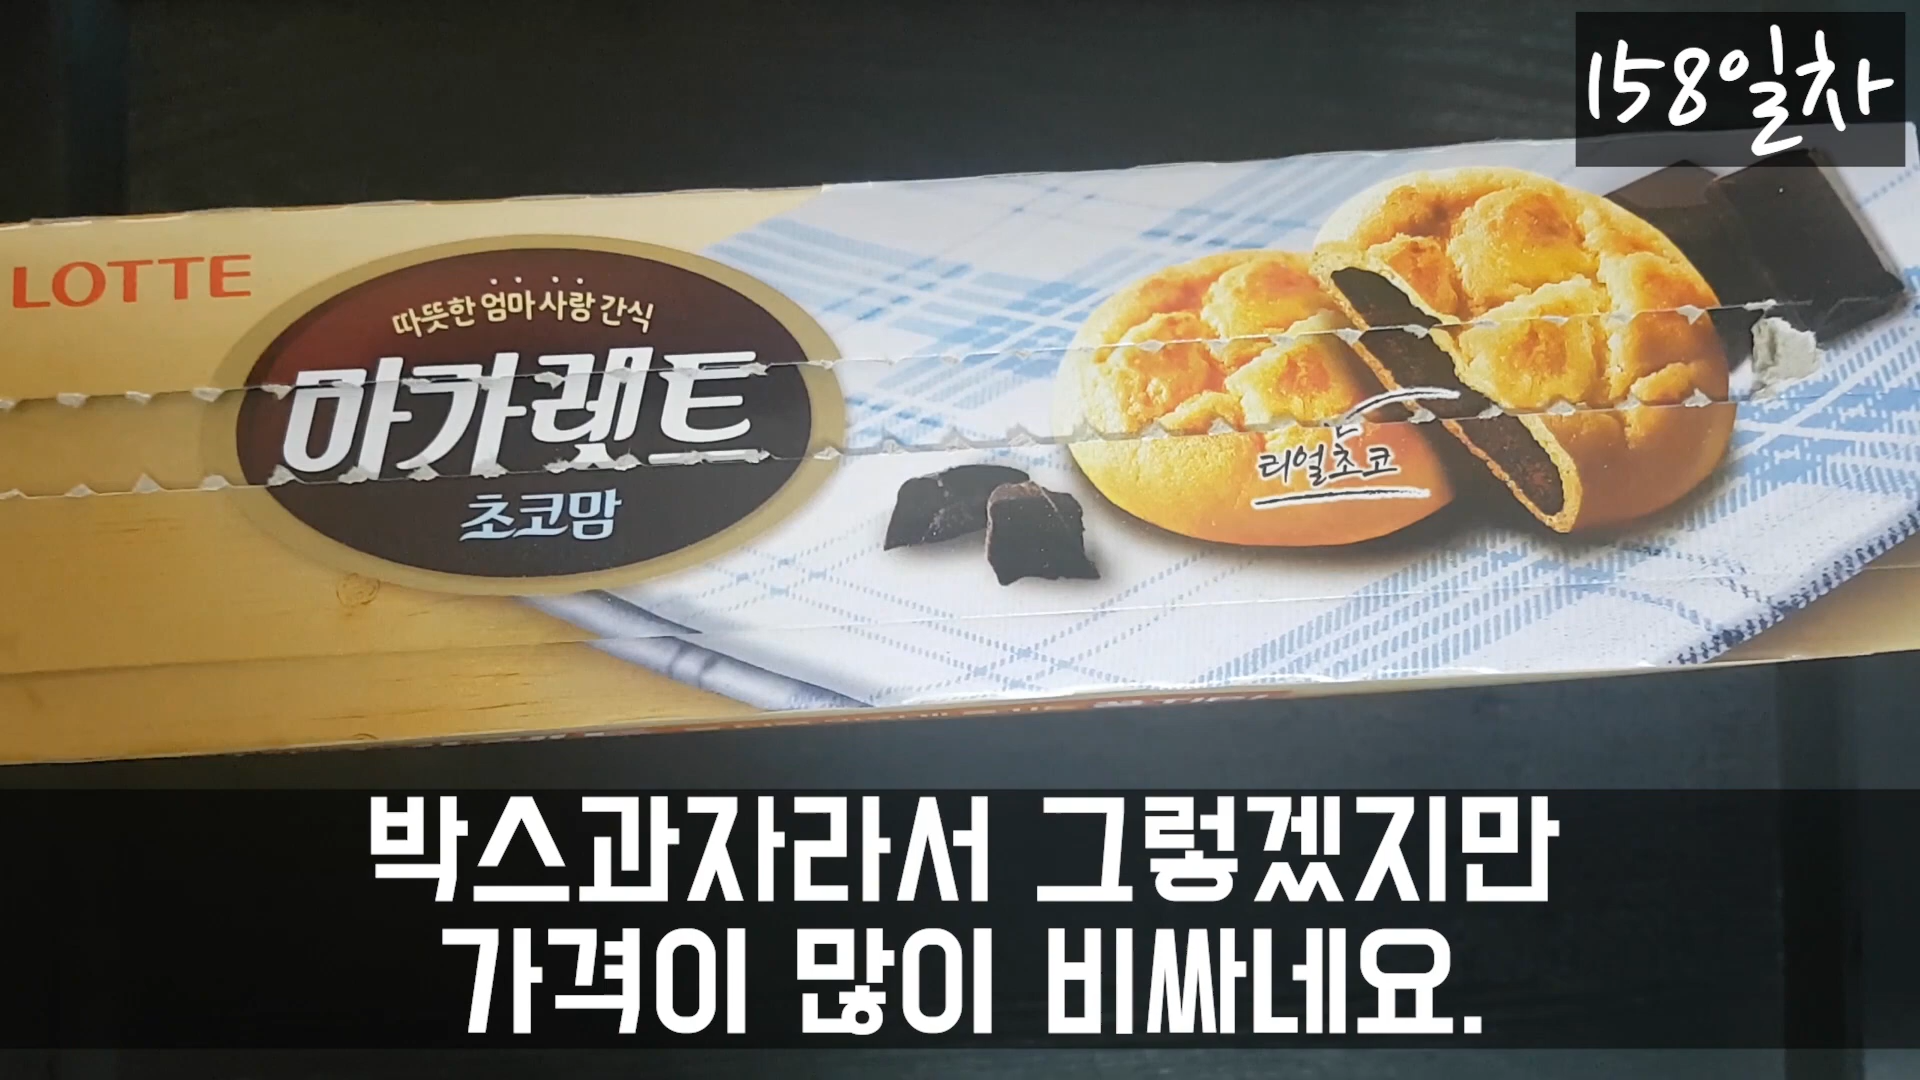 158일차
LOTTE
따뜻한 엄마 사랑 간식
마가렛트
초코맘
리얼초코
박스과자라서 그렇겠지만
가격이 많이 비싸네요.